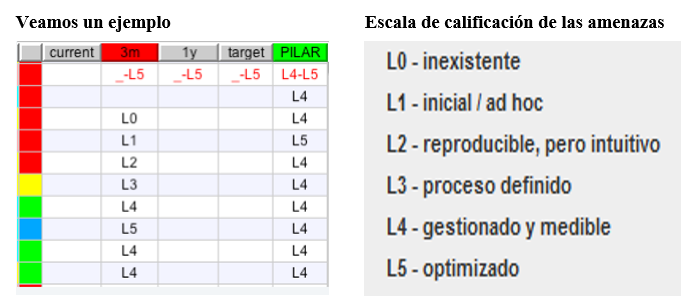 Veamos un ejemplo
current 3m 1y target PILAR
_-L5 _-L5 _-L5 L4-L5
L4
L0 L4
L1 L5
L2 L4
L3 L4
L4 L4
L5 L4
L4 L4
L4 L4
Escala de calificación de las amenazas
L0 - inexistente
L1 - inicial / ad hoc
L2 - reproducible, pero intuitivo
L3 - proceso definido
L4 - gestionado y medible
L5 - optimizado